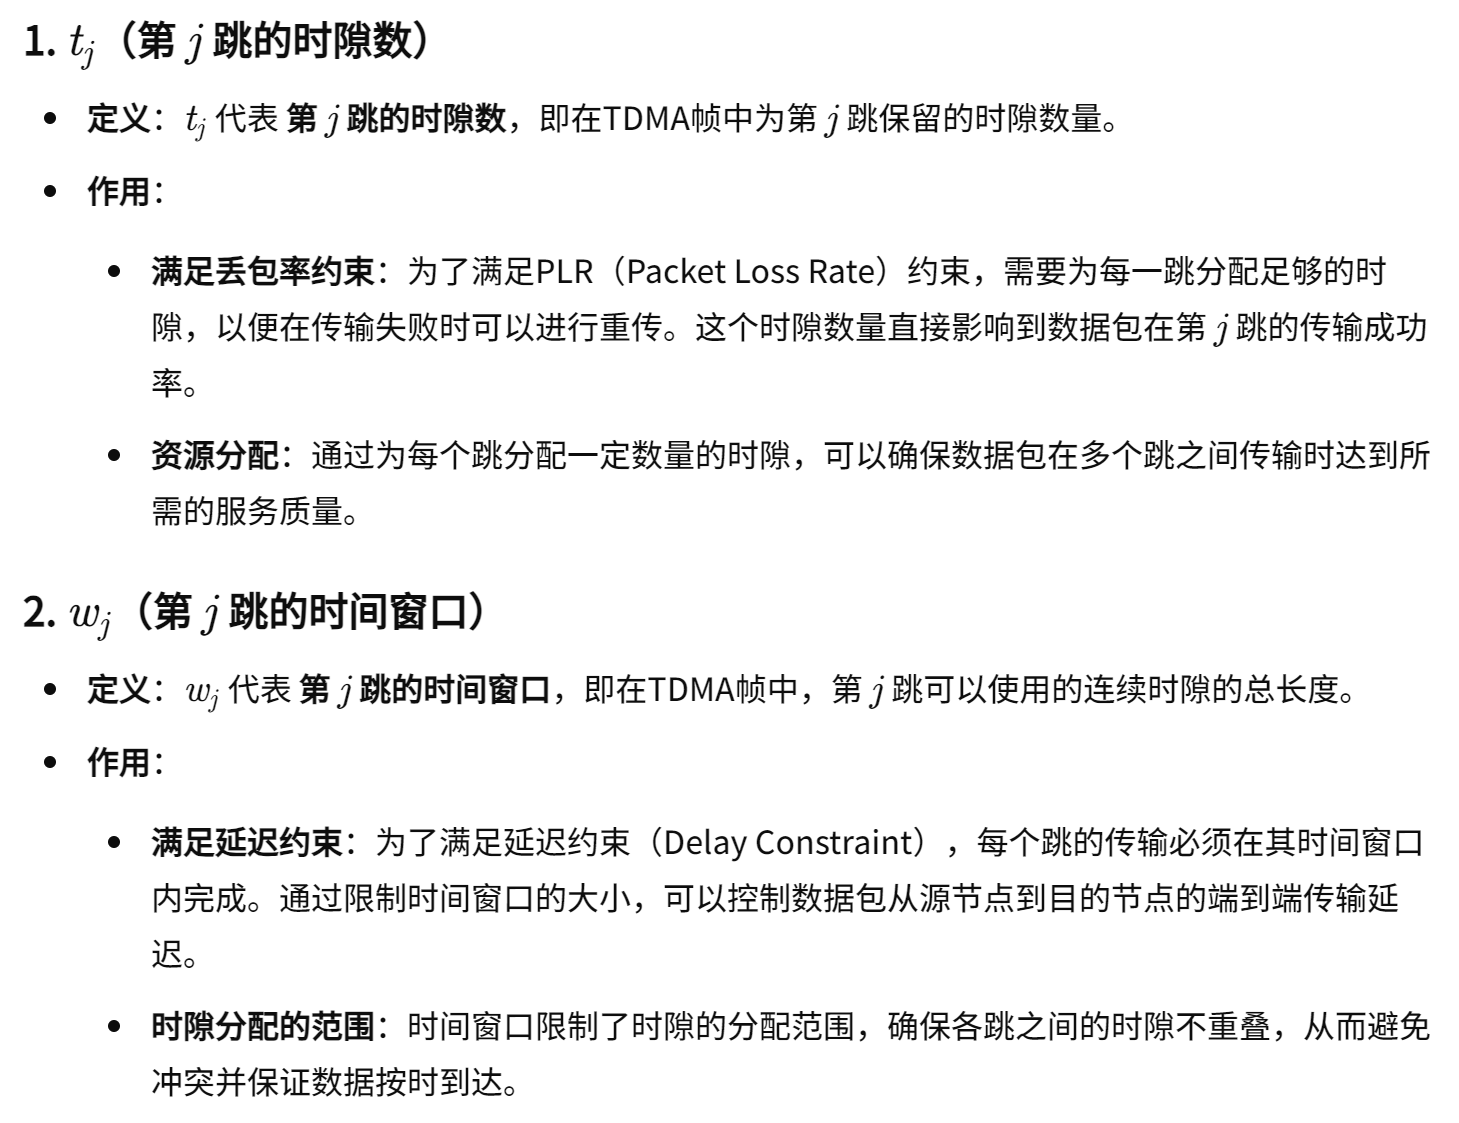 1. t_j（第 j 跳的时隙数）
• 定义：t_j 代表 第 j 跳的时隙数，即在TDMA帧中为第 j 跳保留的时隙数量。
• 作用：
• 满足丢包率约束：为了满足PLR（Packet Loss Rate）约束，需要为每一跳分配足够的时
隙，以便在传输失败时可以进行重传。这个时隙数量直接影响到数据包在第 j 跳的传输成功
率。
• 资源分配：通过为每个跳分配一定数量的时隙，可以确保数据包在多个跳之间传输时达到所
需的服务质量。
2. w_j（第 j 跳的时间窗口）
• 定义：w_j 代表 第 j 跳的时间窗口，即在TDMA帧中，第 j 跳可以使用的连续时隙的总长度。
• 作用：
• 满足延迟约束：为了满足延迟约束（Delay Constraint），每个跳的传输必须在其时间窗口
内完成。通过限制时间窗口的大小，可以控制数据包从源节点到目的节点的端到端传输延
迟。
• 时隙分配的范围：时间窗口限制了时隙的分配范围，确保各跳之间的时隙不重叠，从而避免
冲突并保证数据按时到达。